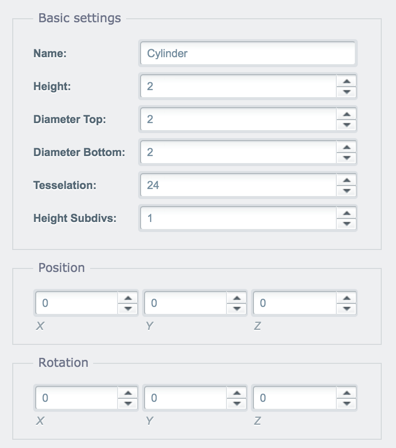 Basic settings
Name: Cylinder
Height: 2
Diameter Top: 2
Diameter Bottom: 2
Tesselation: 24
Height Subdivs: 1
Position
0 0 0
X Y Z
Rotation
0 0 0
X Y Z